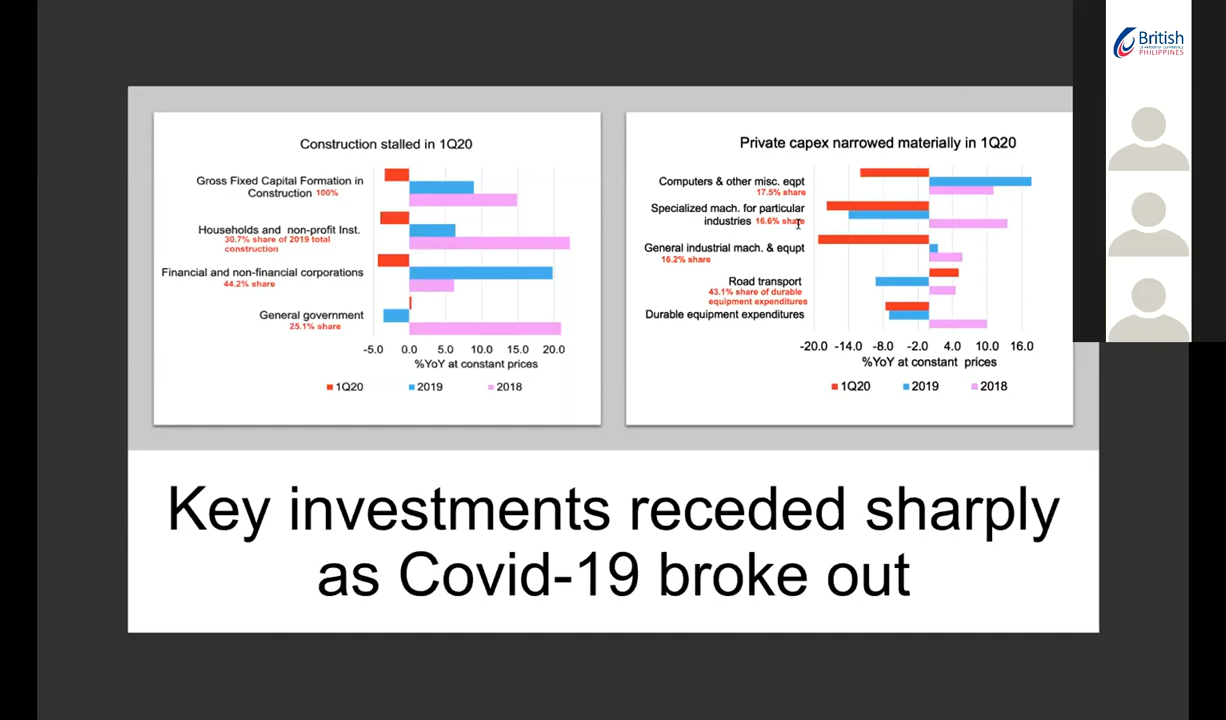 British
PHILIPPINES
Construction stalled in 1Q20
Gross Fixed Capital Formation in
Construction 100%
Households and non-profit Inst.
30.7% share of 2019 total
construction
Financial and non-financial corporations
44.2% share
General government
25.1% share
-5.0 0.0 5.0 10.0 15.0 20.0
%YoY at constant prices
1Q20 2019 2018
Private capex narrowed materially in 1Q20
Computers & other misc. eqpt
17.5% share
Specialized mach. for particular
industries 16.6% share
General industrial mach. & equpt
16.2% share
Road transport
43.1% share of durable
equipment expenditures
Durable equipment expenditures
-20.0 -14.0 -8.0 -2.0 4.0 10.0 16.0
%YoY at constant prices
1Q20 2019 2018
Key investments receded sharply
as Covid-19 broke out